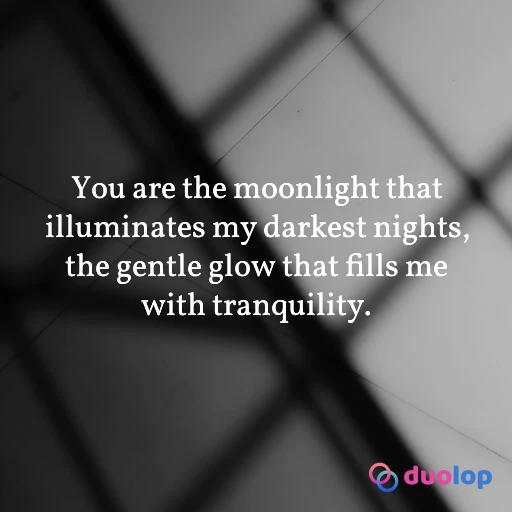 You are the moonlight that
illuminates my darkest nights,
the gentle glow that fills me
with tranquility.
duolop